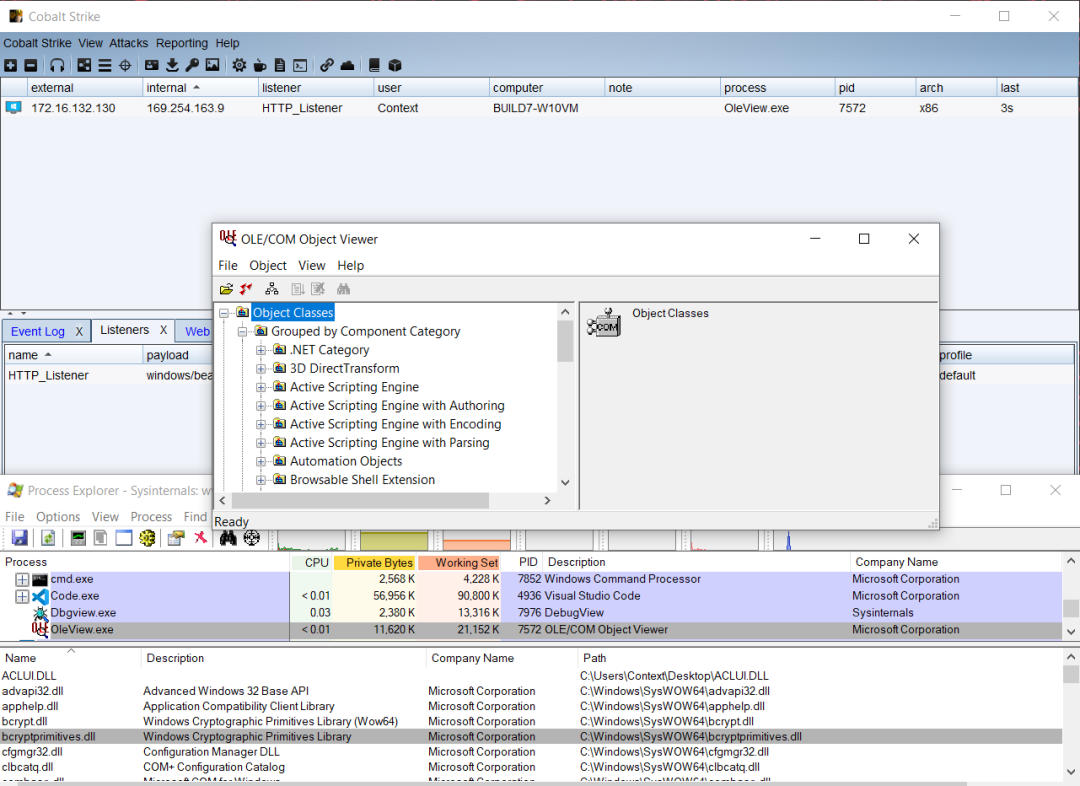 Cobalt Strike
Cobalt Strike View Attacks Reporting Help
external internal listener user computer note process pid arch last
172.16.132.130 169.254.163.9 HTTP_Listener Context BUILD7-W10VM OleView.exe 7572 x86 3s
OLE/COM Object Viewer
File Object View Help
Object Classes
Grouped by Component Category
.NET Category
3D DirectTransform
Active Scripting Engine
Active Scripting Engine with Authoring
Active Scripting Engine with Encoding
Active Scripting Engine with Parsing
Automation Objects
Browsable Shell Extension
Object Classes
COM
Ready
Event Log X Listeners X Web
name payload profile
HTTP_Listener windows/bea default
Process Explorer - Sysinternals: w
File Options View Process Find
Process CPU Private Bytes Working Set PID Description Company Name
cmd.exe 2,568 K 4,228 K 7852 Windows Command Processor Microsoft Corporation
Code.exe < 0.01 56,956 K 90,800 K 4936 Visual Studio Code Microsoft Corporation
Dbgview.exe 0.03 2,380 K 13,316 K 7976 DebugView Sysinternals
OleView.exe < 0.01 11,620 K 21,152 K 7572 OLE/COM Object Viewer Microsoft Corporation
Name Description Company Name Path
ACLUI.DLL C:\Users\Context\Desktop\ACLUI.DLL
advapi32.dll Advanced Windows 32 Base API Microsoft Corporation C:\Windows\SysWOW64\advapi32.dll
apphelp.dll Application Compatibility Client Library Microsoft Corporation C:\Windows\SysWOW64\apphelp.dll
bcrypt.dll Windows Cryptographic Primitives Library (Wow64) Microsoft Corporation C:\Windows\SysWOW64\bcrypt.dll
bcryptprimitives.dll Windows Cryptographic Primitives Library Microsoft Corporation C:\Windows\SysWOW64\bcryptprimitives.dll
cfgmgr32.dll Configuration Manager DLL Microsoft Corporation C:\Windows\SysWOW64\cfgmgr32.dll
clbcatq.dll COM+ Configuration Catalog Microsoft Corporation C:\Windows\SysWOW64\clbcatq.dll